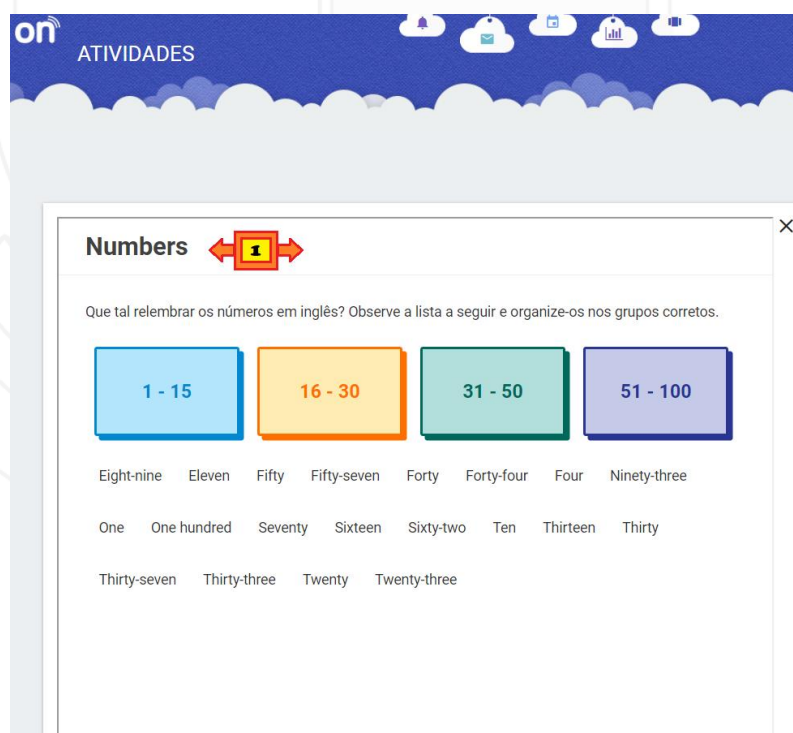 on
ATIVIDADES
Numbers 1
Que tal relembrar os números em inglês? Observe a lista a seguir e organize-os nos grupos corretos.
1 - 15 16 - 30 31 - 50 51 - 100
Eight-nine Eleven Fifty Fifty-seven Forty Forty-four Four Ninety-three
One One hundred Seventy Sixteen Sixty-two Ten Thirteen Thirty
Thirty-seven Thirty-three Twenty Twenty-three